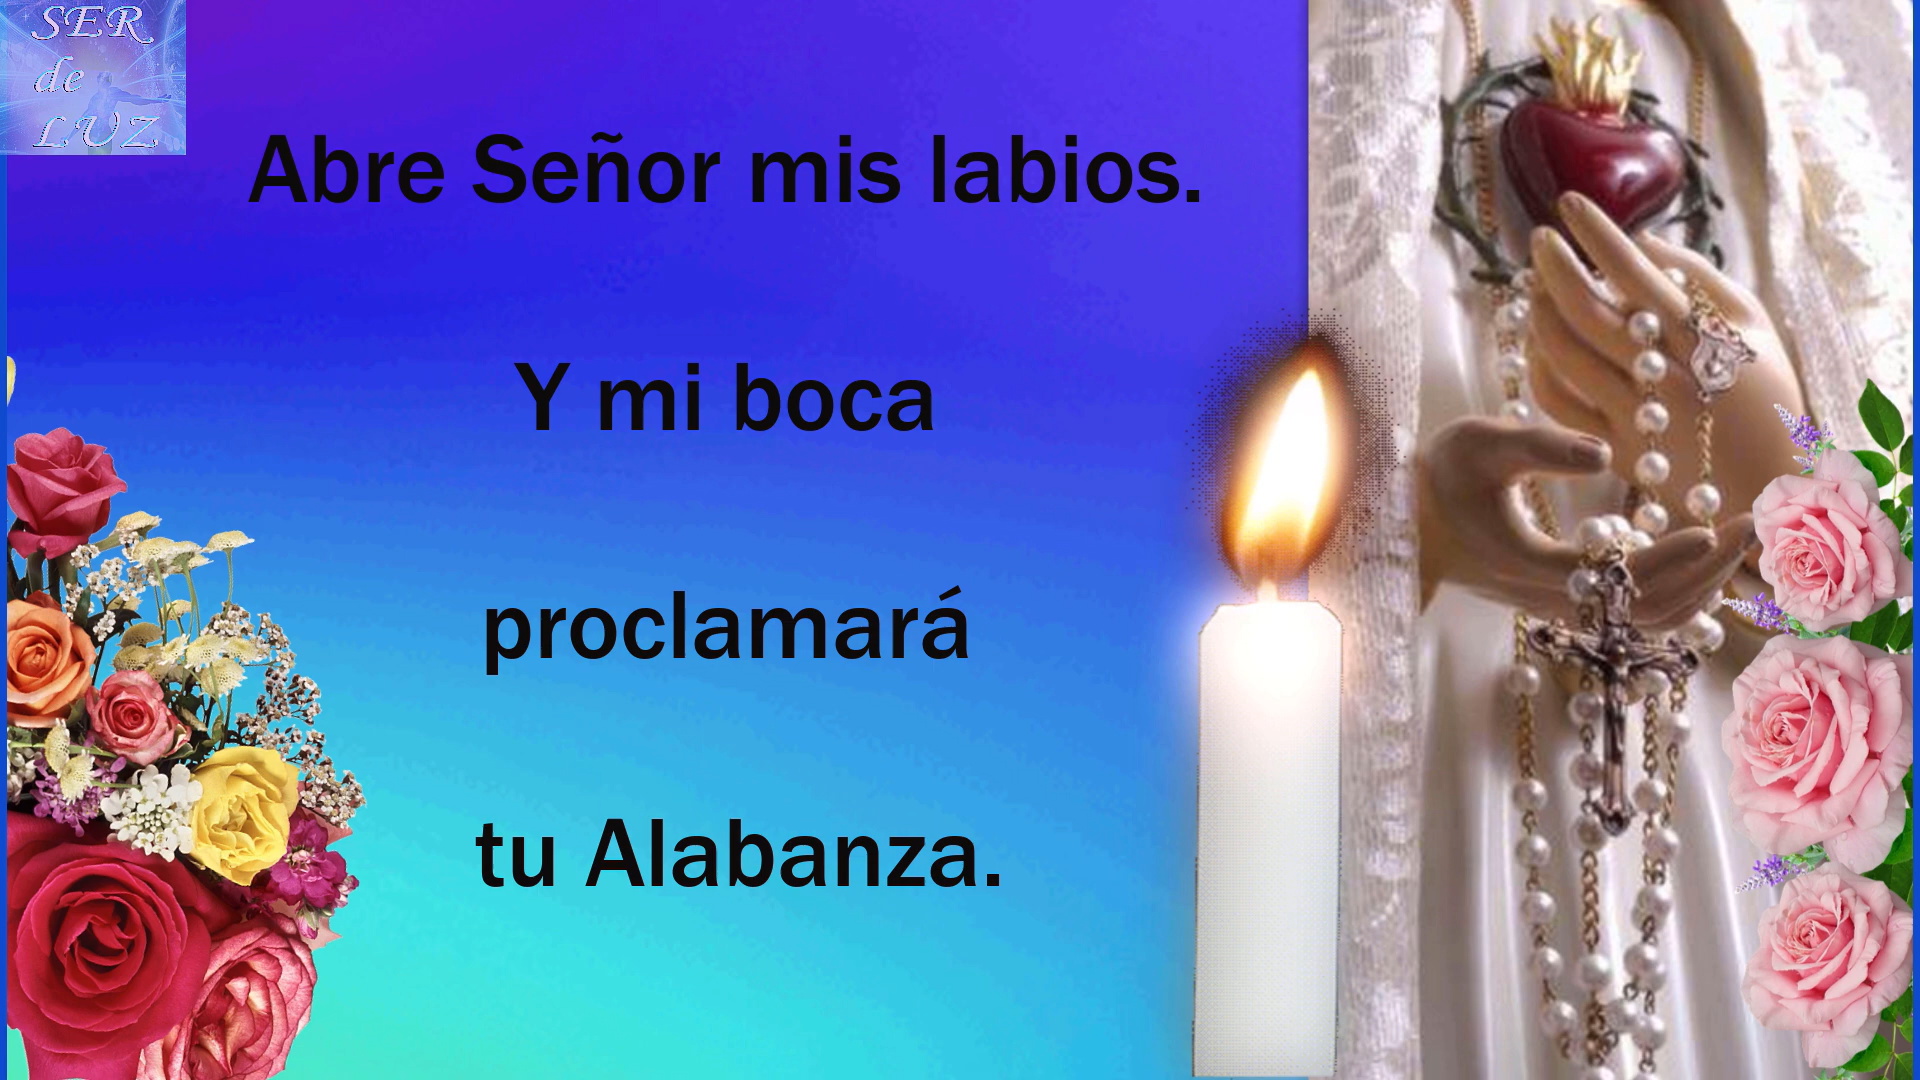 SER
de
LUZ
Abre Señor mis labios.
Y mi boca
proclamará
tu Alabanza.